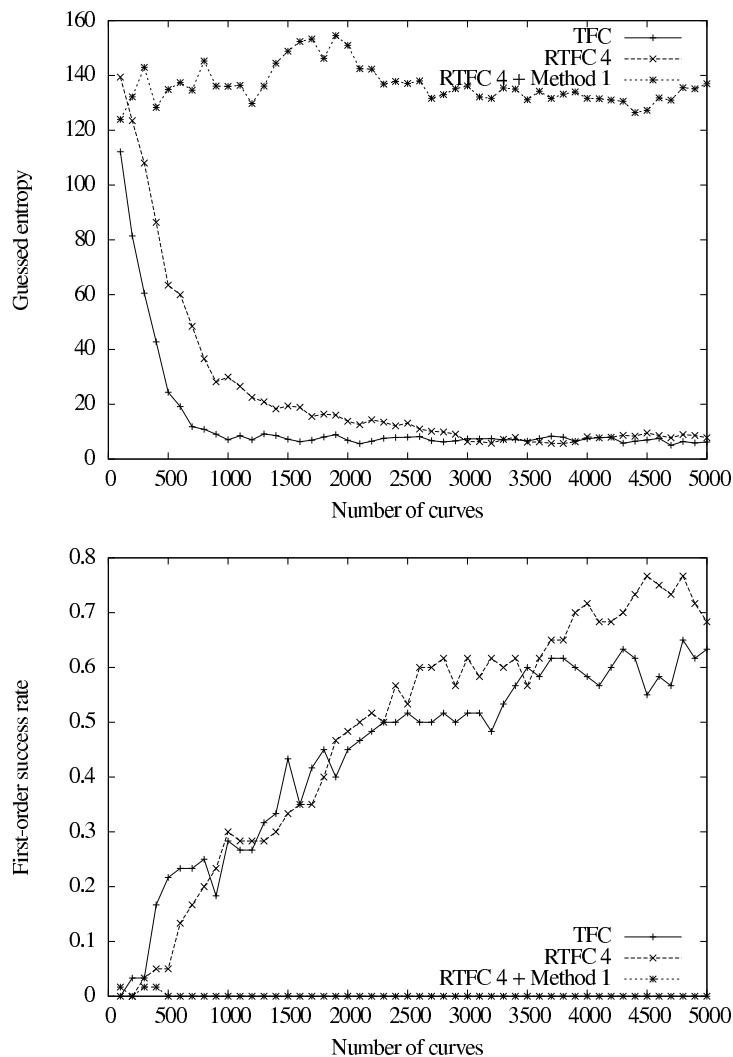 160
140
120
100
80
60
40
20
0
Guessed entropy
TFC
RTFC 4
RTFC 4 + Method 1
0 500 1000 1500 2000 2500 3000 3500 4000 4500 5000
Number of curves
0.8
0.7
0.6
0.5
0.4
0.3
0.2
0.1
0
First-order success rate
TFC
RTFC 4
RTFC 4 + Method 1
0 500 1000 1500 2000 2500 3000 3500 4000 4500 5000
Number of curves